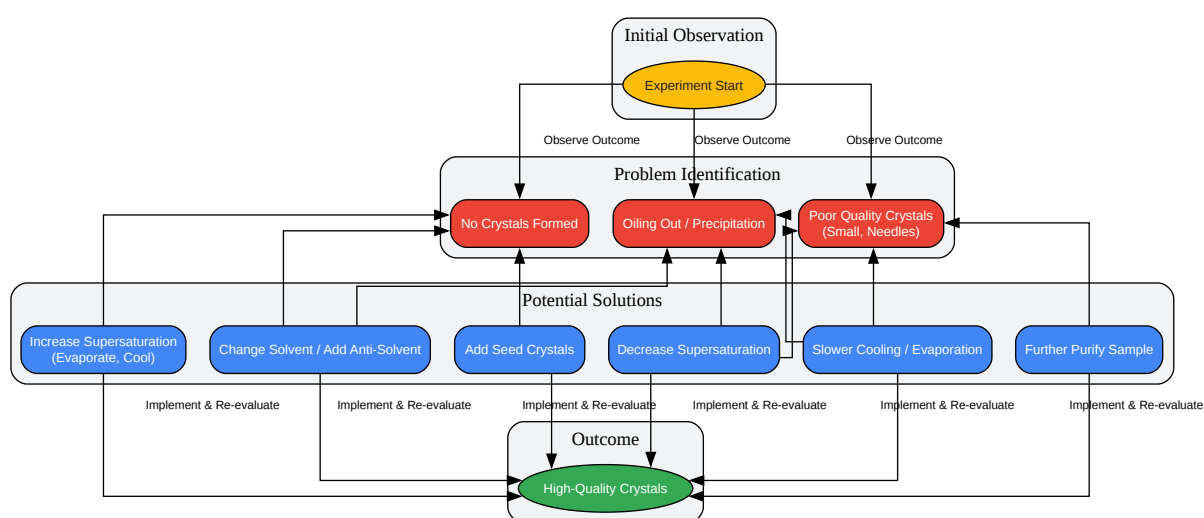 Initial Observation
Experiment Start
Observe Outcome
Observe Outcome
Observe Outcome
Problem Identification
No Crystals Formed
Oiling Out / Precipitation
Poor Quality Crystals
(Small, Needles)
Potential Solutions
Increase Supersaturation
(Evaporate, Cool)
Change Solvent / Add Anti-Solvent
Add Seed Crystals
Decrease Supersaturation
Slower Cooling / Evaporation
Further Purify Sample
Implement & Re-evaluate
Implement & Re-evaluate
Implement & Re-evaluate
Implement & Re-evaluate
Implement & Re-evaluate
Implement & Re-evaluate
Outcome
High-Quality Crystals